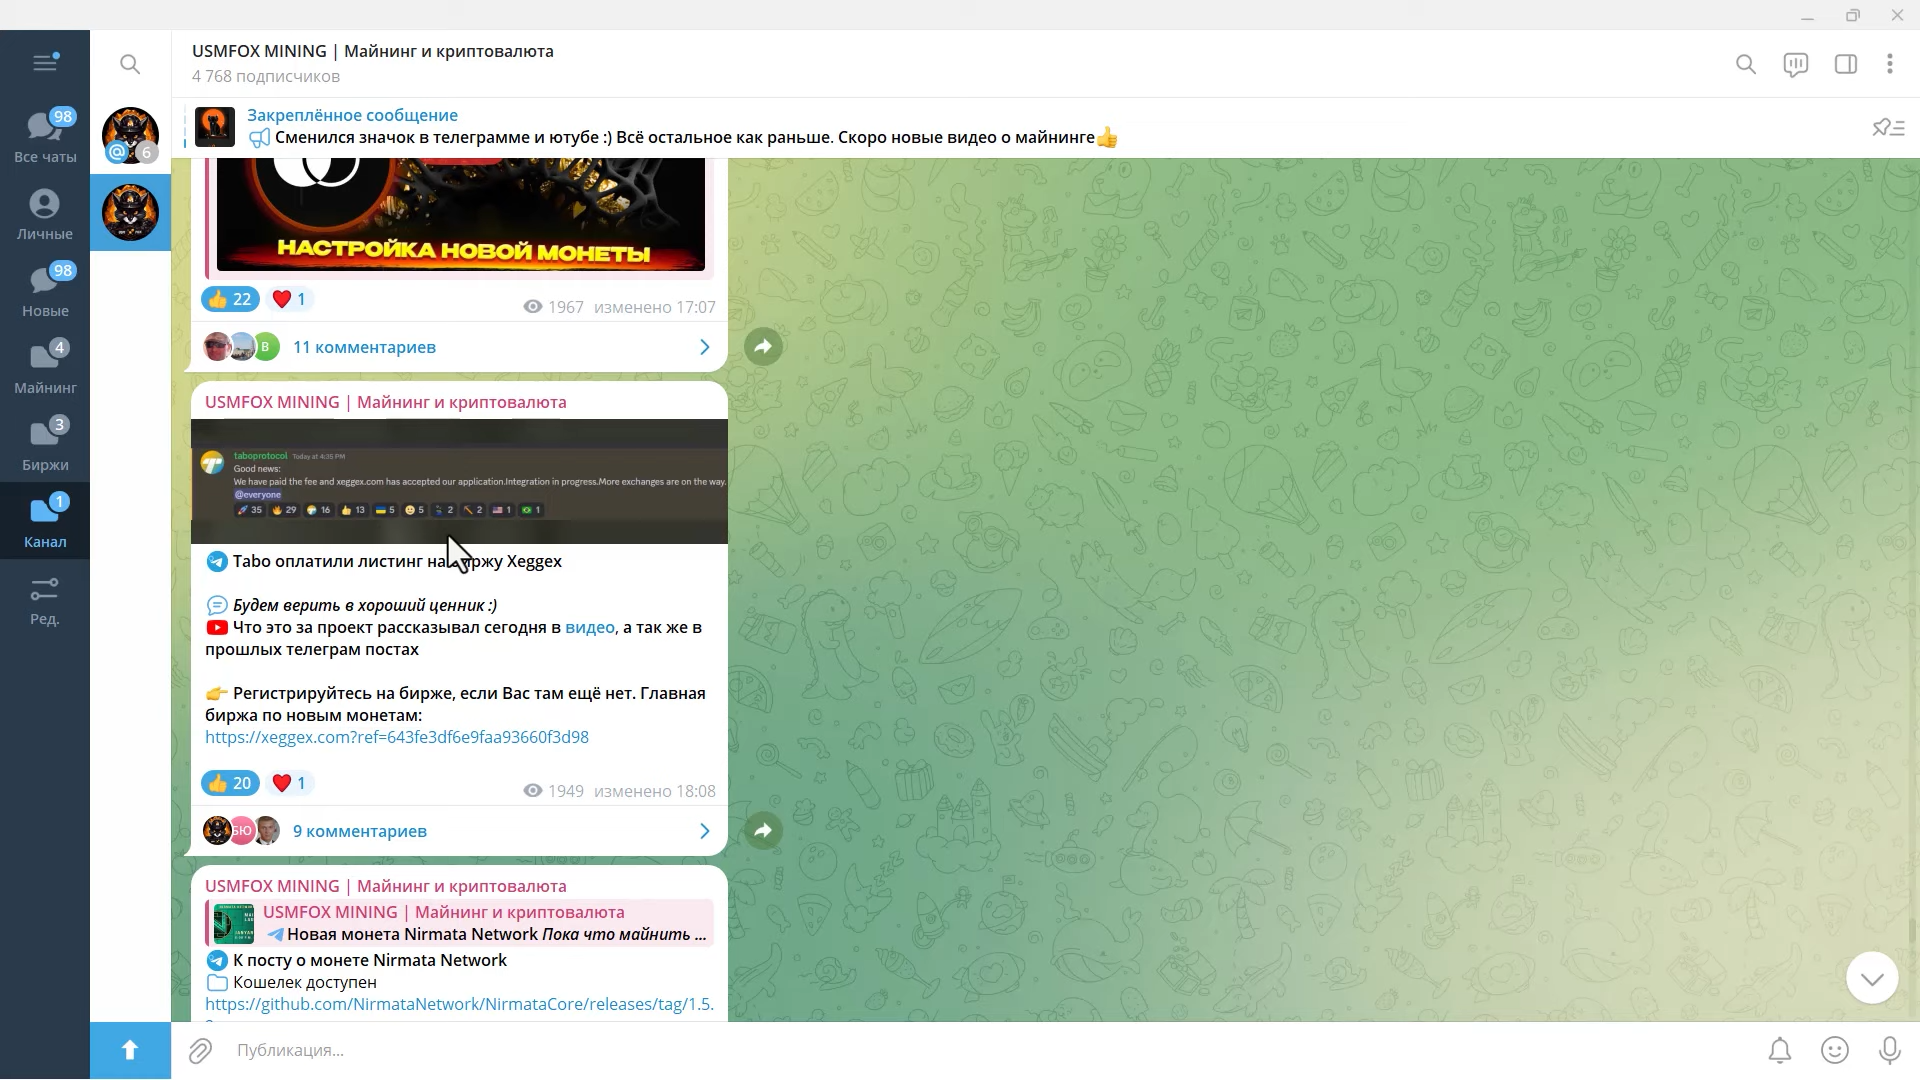 USMFOX MINING | Майнинг и криптовалюта
4 768 подписчиков
Закреплённое сообщение
Сменился значок в телеграмме и ютубе :) Всё остальное как раньше. Скоро новые видео о майнинге
98
Все чаты
@ 6
Личные
98
Новые
4
Майнинг
3
Биржи
1
Канал
Ред.
НАСТРОЙКА НОВОЙ МОНЕТЫ
22 1
1967 изменено 17:07
В
11 комментариев
USMFOX MINING | Майнинг и криптовалюта
taboprotocol Today at 4:35 PM
Good news:
We have paid the fee and xeggex.com has accepted our application.Integration in progress.More exchanges are on the way.
@everyone
35 29 16 13 5 5 2 2 1 1
Tabo оплатили листинг на Xeggex
Будем верить в хороший ценник :)
Что это за проект рассказывал сегодня в видео, а так же в
прошлых телеграм постах
Регистрируйтесь на бирже, если Вас там ещё нет. Главная
биржа по новым монетам:
https://xeggex.com?ref=643fe3df6e9faa93660f3d98
20 1
1949 изменено 18:08
БЮ
9 комментариев
USMFOX MINING | Майнинг и криптовалюта
USMFOX MINING | Майнинг и криптовалюта
Новая монета Nirmata Network Пока что майнить ...
К посту о монете Nirmata Network
Кошелек доступен
https://github.com/NirmataNetwork/NirmataCore/releases/tag/1.5.
Публикация...